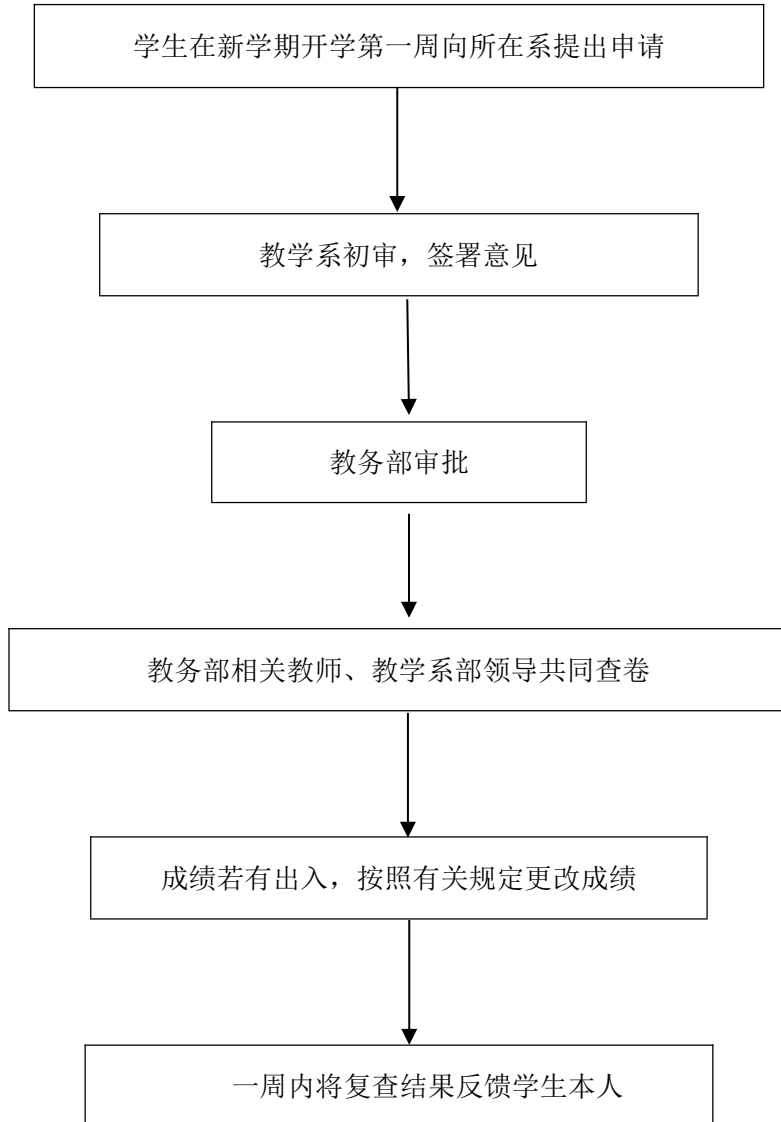 学生在新学期开学第一周向所在系提出申请
教学系初审，签署意见
教务部审批
教务部相关教师、教学系部领导共同查卷
成绩若有出入，按照有关规定更改成绩
一周内将复查结果反馈学生本人